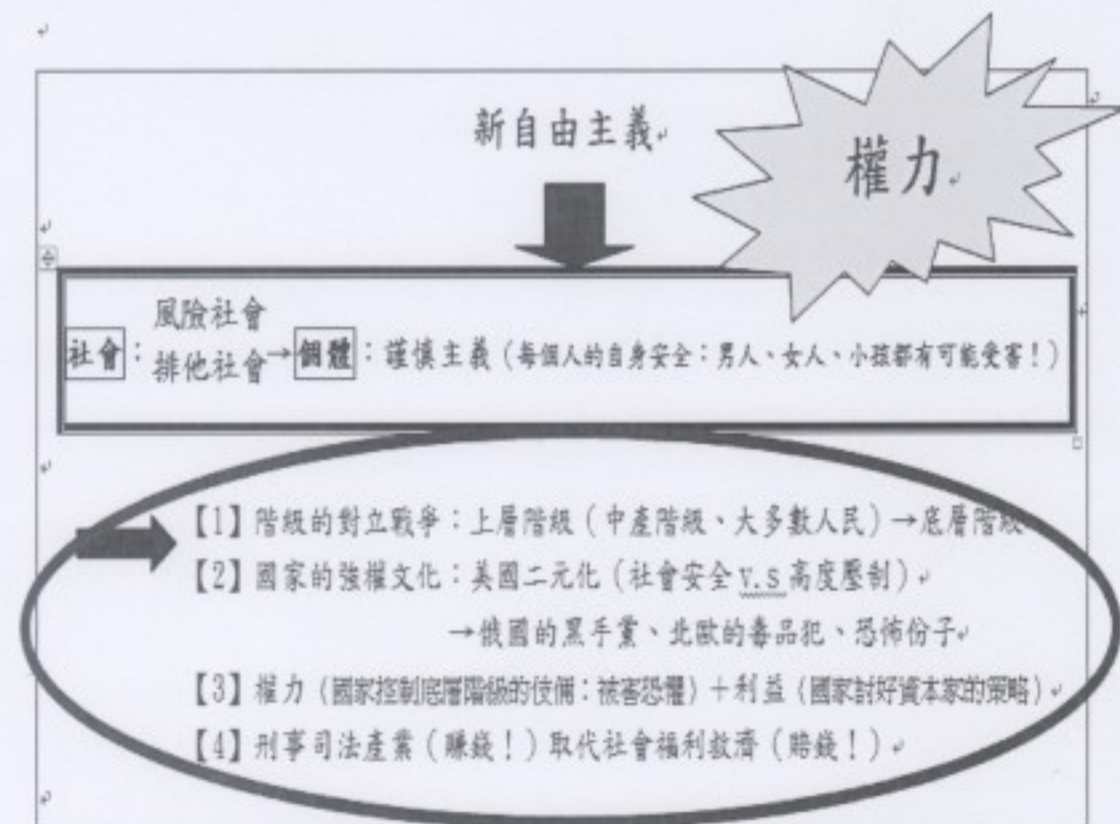 新自由主義
權力
風險社會
社會：排他社會→個體：謹慎主義（每個人的自身安全：男人、女人、小孩都有可能受害！）
【1】階級的對立戰爭：上層階級（中產階級、大多數人民）→底層階級
【2】國家的強權文化：美國二元化（社會安全 v.s 高度壓制）
→俄國的黑手黨、北歐的毒品犯、恐怖份子
【3】權力（國家控制底層階級的伎倆：被害恐懼）＋利益（國家討好資本家的策略）
【4】刑事司法產業（賺錢！）取代社會福利救濟（賠錢！）